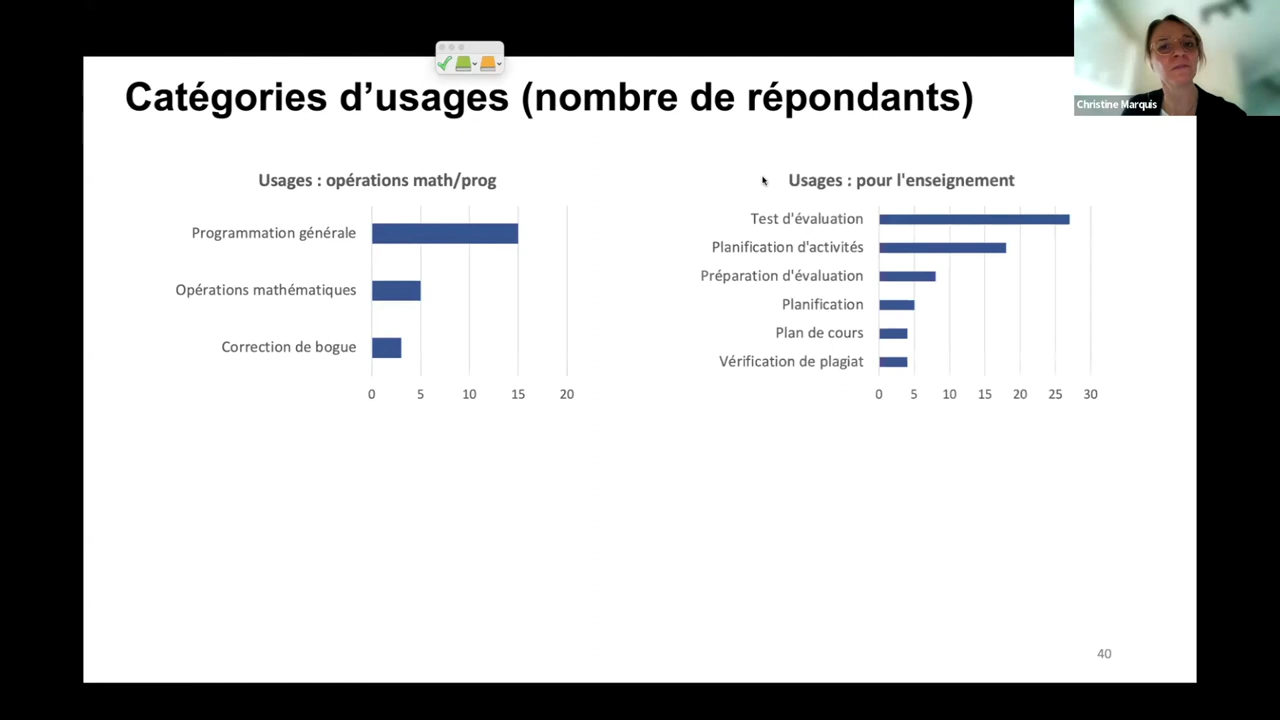 Catégories d’usages (nombre de répondants)
Christine Marquis
Usages : opérations math/prog
Programmation générale
Opérations mathématiques
Correction de bogue
0 5 10 15 20
Usages : pour l'enseignement
Test d'évaluation
Planification d'activités
Préparation d'évaluation
Planification
Plan de cours
Vérification de plagiat
0 5 10 15 20 25 30
40